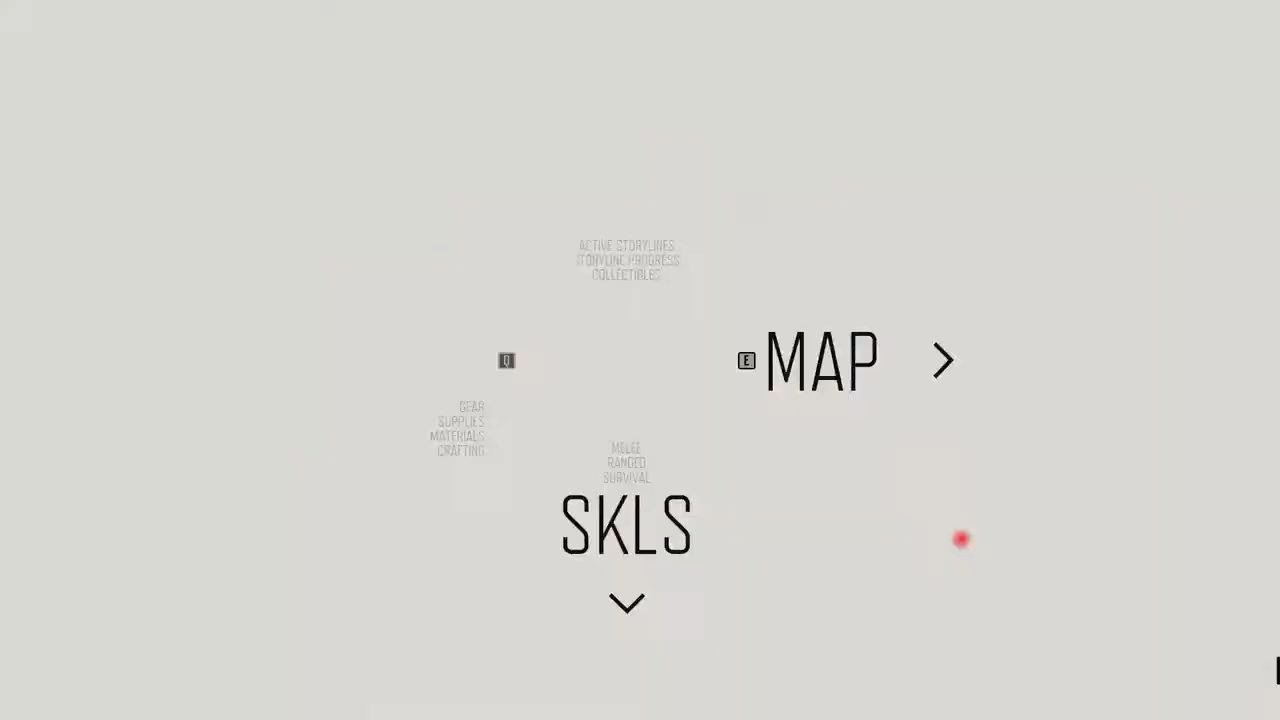 ACTIVE STORYLINES
STORYLINE PROGRESS
COLLECTIBLES
Q
E
MAP
GEAR
SUPPLIES
MATERIALS
CRAFTING
MELEE
RANGED
SURVIVAL
SKLS